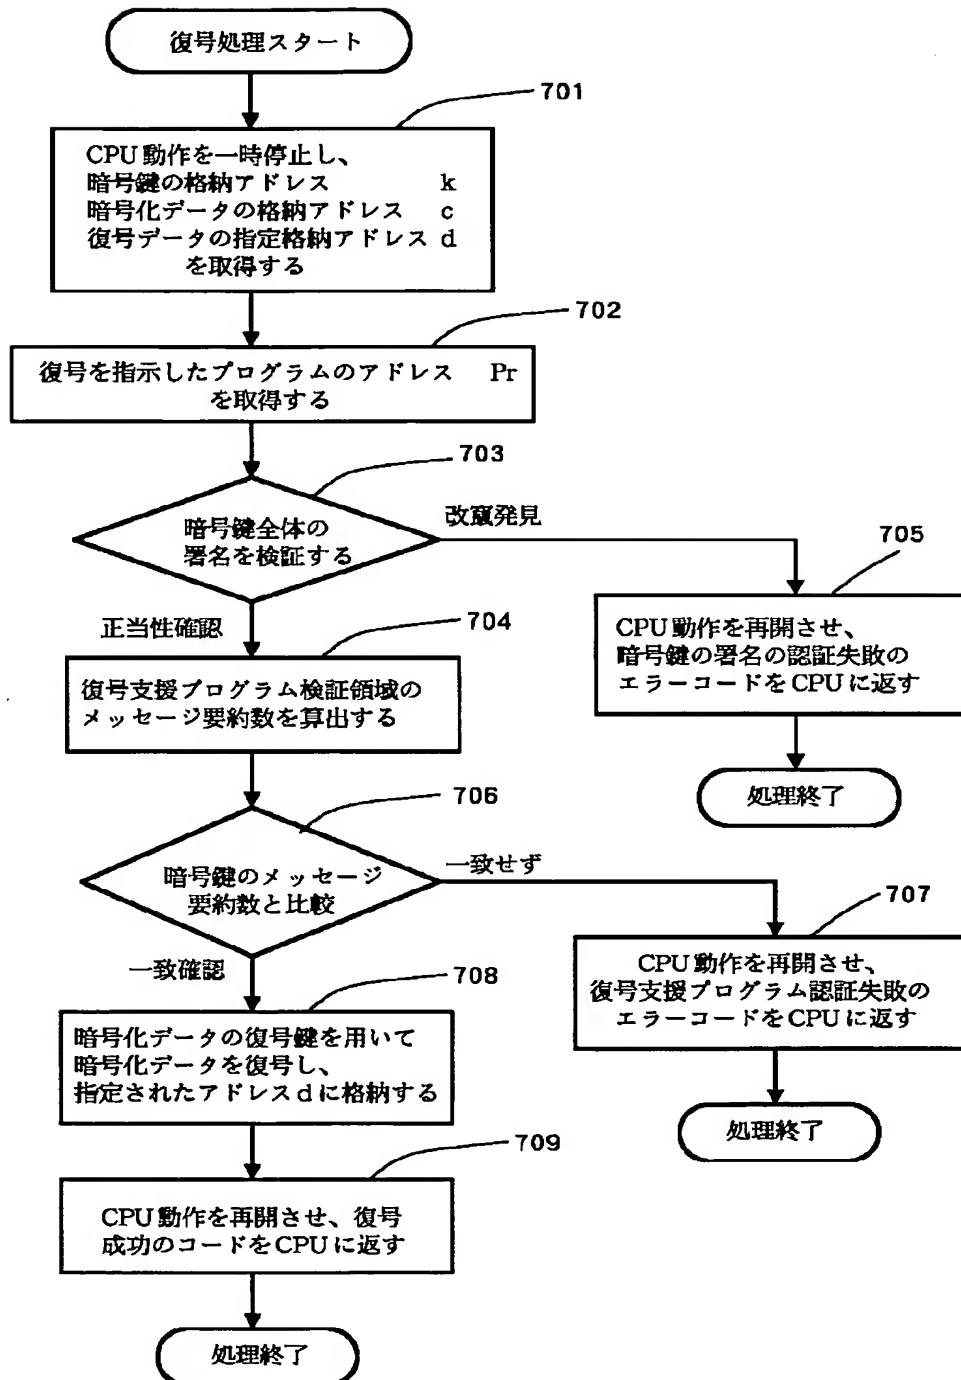 復号処理スタート
701
CPU動作を一時停止し、
暗号鍵の格納アドレス k
暗号化データの格納アドレス c
復号データの指定格納アドレス d
を取得する
702
復号を指示したプログラムのアドレス Pr
を取得する
703
暗号鍵全体の
署名を検証する
改竄発見
正当性確認
705
CPU動作を再開させ、
暗号鍵の署名の認証失敗の
エラーコードをCPUに返す
処理終了
704
復号支援プログラム検証領域の
メッセージ要約数を算出する
706
暗号鍵のメッセージ
要約数と比較
一致せず
一致確認
707
CPU動作を再開させ、
復号支援プログラム認証失敗の
エラーコードをCPUに返す
処理終了
708
暗号化データの復号鍵を用いて
暗号化データを復号し、
指定されたアドレスdに格納する
709
CPU動作を再開させ、復号
成功のコードをCPUに返す
処理終了